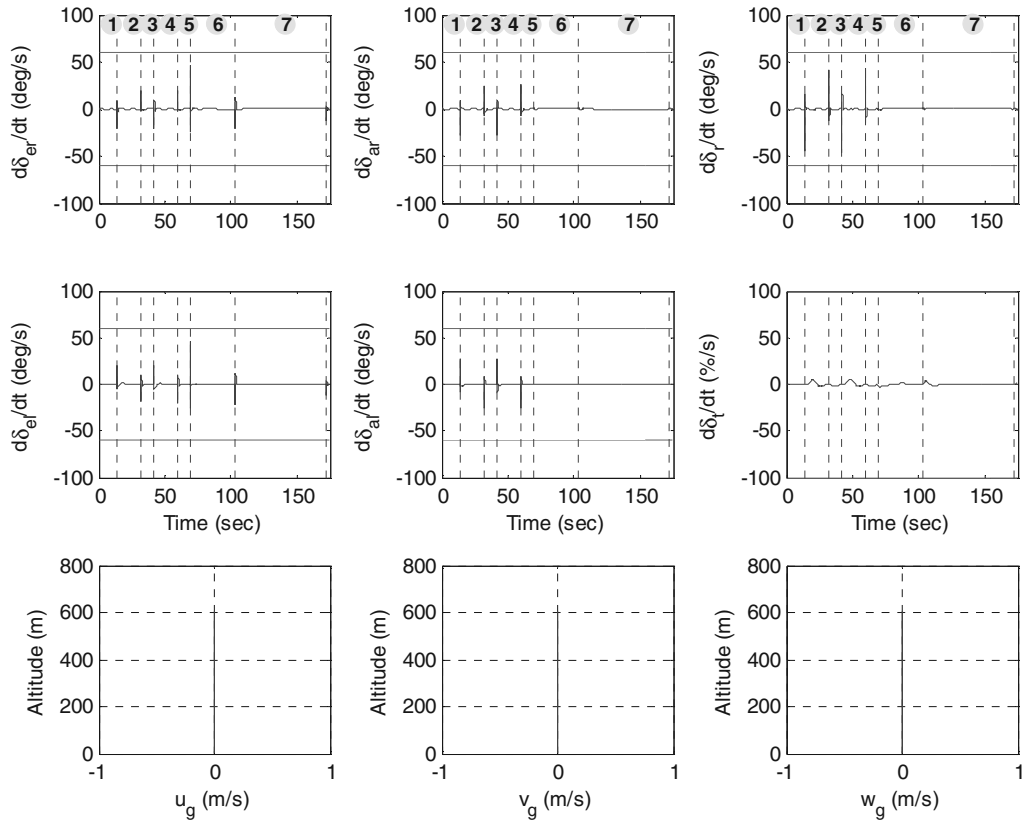 1 2 3 4 5 6 7
100
50
0
-50
-100
dδer/dt (deg/s)
0 50 100 150
1 2 3 4 5 6 7
100
50
0
-50
-100
dδar/dt (deg/s)
0 50 100 150
1 2 3 4 5 6 7
100
50
0
-50
-100
dδr/dt (deg/s)
0 50 100 150
100
50
0
-50
-100
dδel/dt (deg/s)
0 50 100 150
Time (sec)
100
50
0
-50
-100
dδal/dt (deg/s)
0 50 100 150
Time (sec)
100
50
0
-50
-100
dδt/dt (%/s)
0 50 100 150
Time (sec)
800
600
400
200
0
Altitude (m)
-1 0 1
ug (m/s)
800
600
400
200
0
Altitude (m)
-1 0 1
vg (m/s)
800
600
400
200
0
Altitude (m)
-1 0 1
wg (m/s)